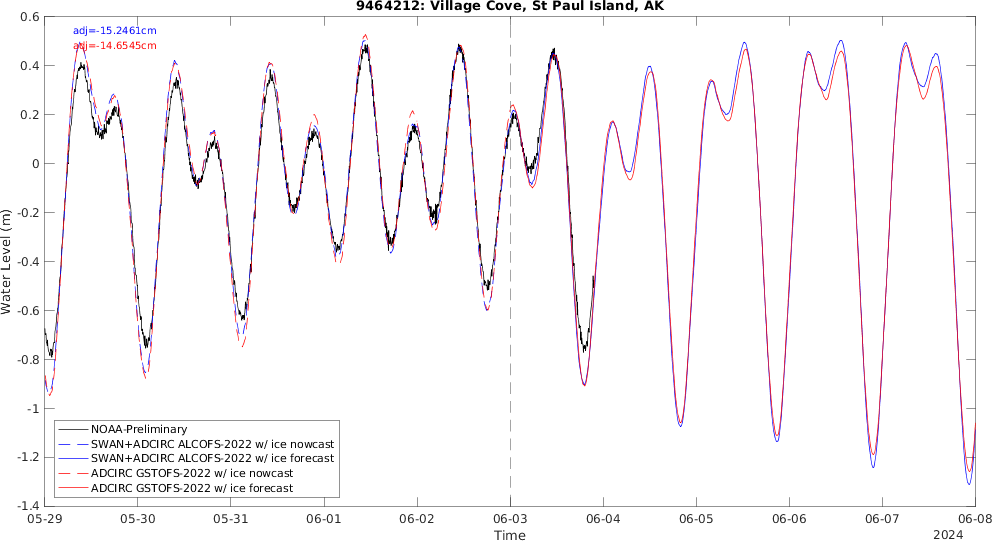 9464212: Village Cove, St Paul Island, AK
adj=-15.2461cm
adj=-14.6545cm
0.6
0.4
0.2
0
-0.2
-0.4
-0.6
-0.8
-1
-1.2
-1.4
Water Level (m)
NOAA-Preliminary
SWAN+ADCIRC ALCOFS-2022 w/ ice nowcast
SWAN+ADCIRC ALCOFS-2022 w/ ice forecast
ADCIRC GSTOFS-2022 w/ ice nowcast
ADCIRC GSTOFS-2022 w/ ice forecast
05-29 05-30 05-31 06-01 06-02 06-03 06-04 06-05 06-06 06-07 06-08
Time
2024